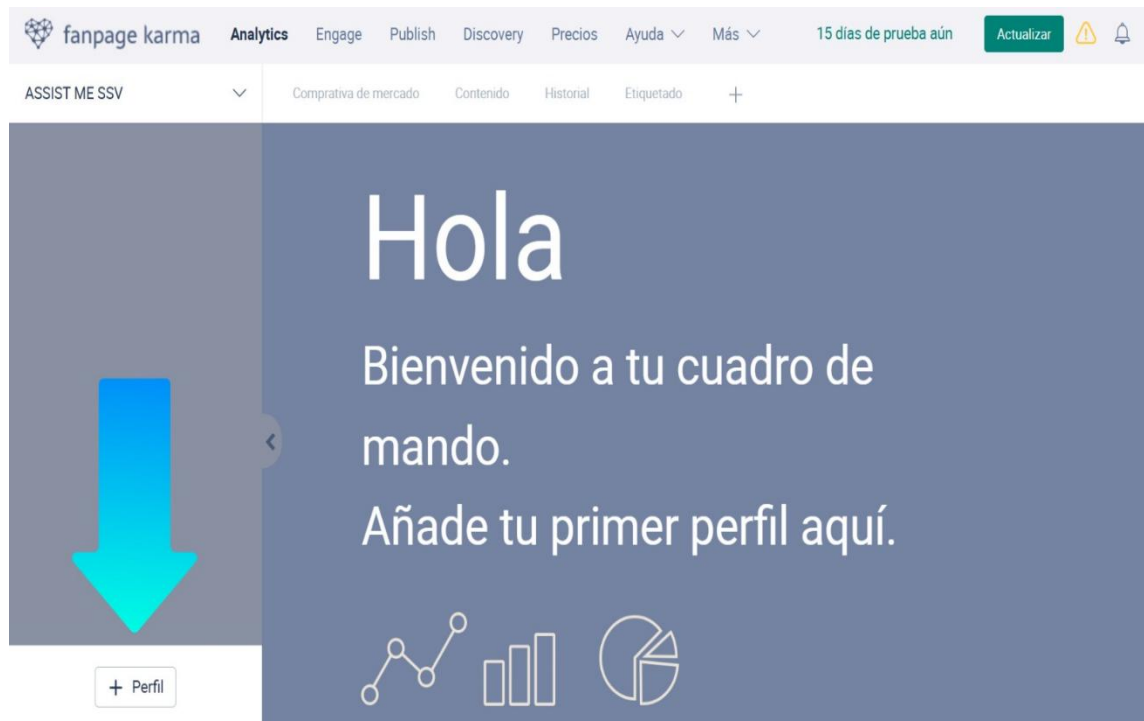 fanpage karma Analytics Engage Publish Discovery Precios Ayuda Más 15 días de prueba aún Actualizar
ASSIST ME SSV Comprativa de mercado Contenido Historial Etiquetado +
Hola
Bienvenido a tu cuadro de
mando.
Añade tu primer perfil aquí.
+ Perfil